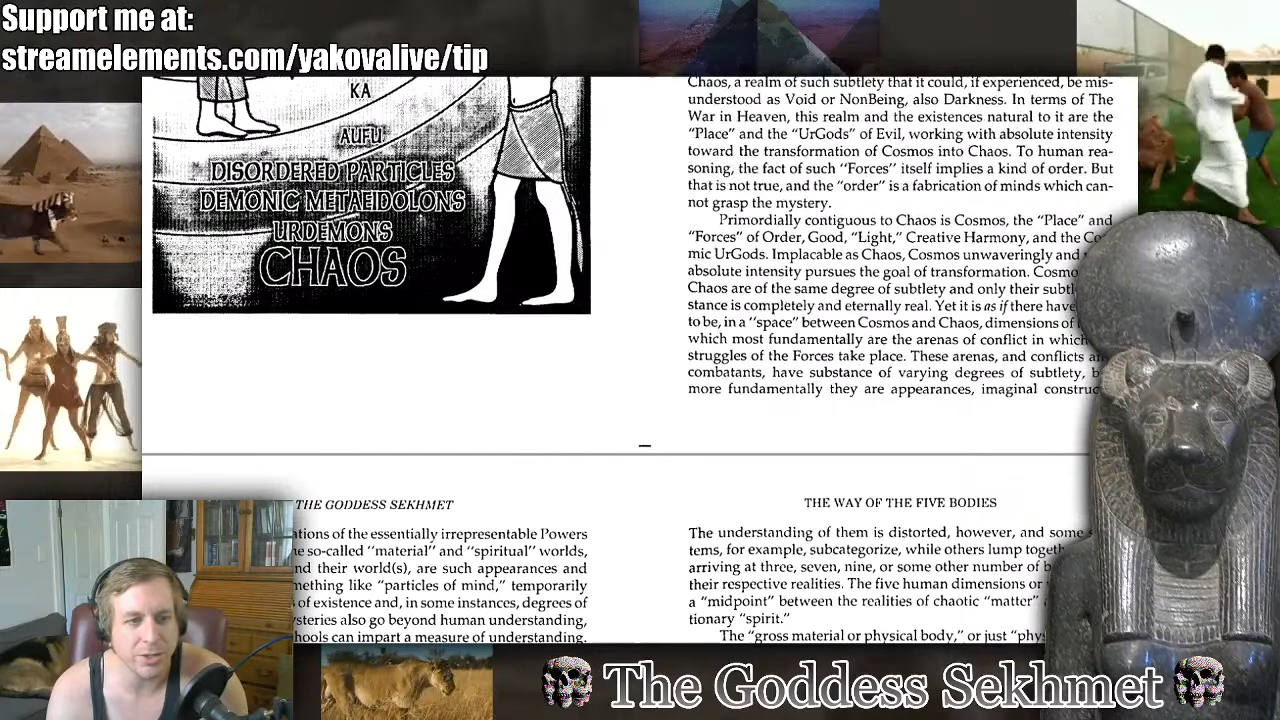 Support me at:
streamelements.com/yakovalive/tip
KA
AUFU
DISORDERED PARTICLES
DEMONIC METAEIDOLONS
URDEMONS
CHAOS
Chaos, a realm of such subtlety that it could, if experienced, be mis-
understood as Void or NonBeing, also Darkness. In terms of The
War in Heaven, this realm and the existences natural to it are the
“Place” and the “UrGods” of Evil, working with absolute intensity
toward the transformation of Cosmos into Chaos. To human rea-
soning, the fact of such “Forces” itself implies a kind of order. But
that is not true, and the “order” is a fabrication of minds which can-
not grasp the mystery.
Primordially contiguous to Chaos is Cosmos, the “Place” and
“Forces” of Order, Good, “Light,” Creative Harmony, and the Co
mic UrGods. Implacable as Chaos, Cosmos unwaveringly and
absolute intensity pursues the goal of transformation. Cosmo
Chaos are of the same degree of subtlety and only their subtl
stance is completely and eternally real. Yet it is as if there have
to be, in a “space” between Cosmos and Chaos, dimensions of
which most fundamentally are the arenas of conflict in which
struggles of the Forces take place. These arenas, and conflicts an
combatants, have substance of varying degrees of subtlety, b
more fundamentally they are appearances, imaginal construc
THE GODDESS SEKHMET
ations of the essentially irrepresentable Powers
e so-called “material” and “spiritual” worlds,
nd their world(s), are such appearances and
mething like “particles of mind,” temporarily
of existence and, in some instances, degrees of
steries also go beyond human understanding,
hools can impart a measure of understanding.
THE WAY OF THE FIVE BODIES
The understanding of them is distorted, however, and some s
tems, for example, subcategorize, while others lump togeth
arriving at three, seven, nine, or some other number of b
their respective realities. The five human dimensions or
a “midpoint” between the realities of chaotic “matter”
tionary “spirit.”
The “gross material or physical body,” or just “phys
The Goddess Sekhmet